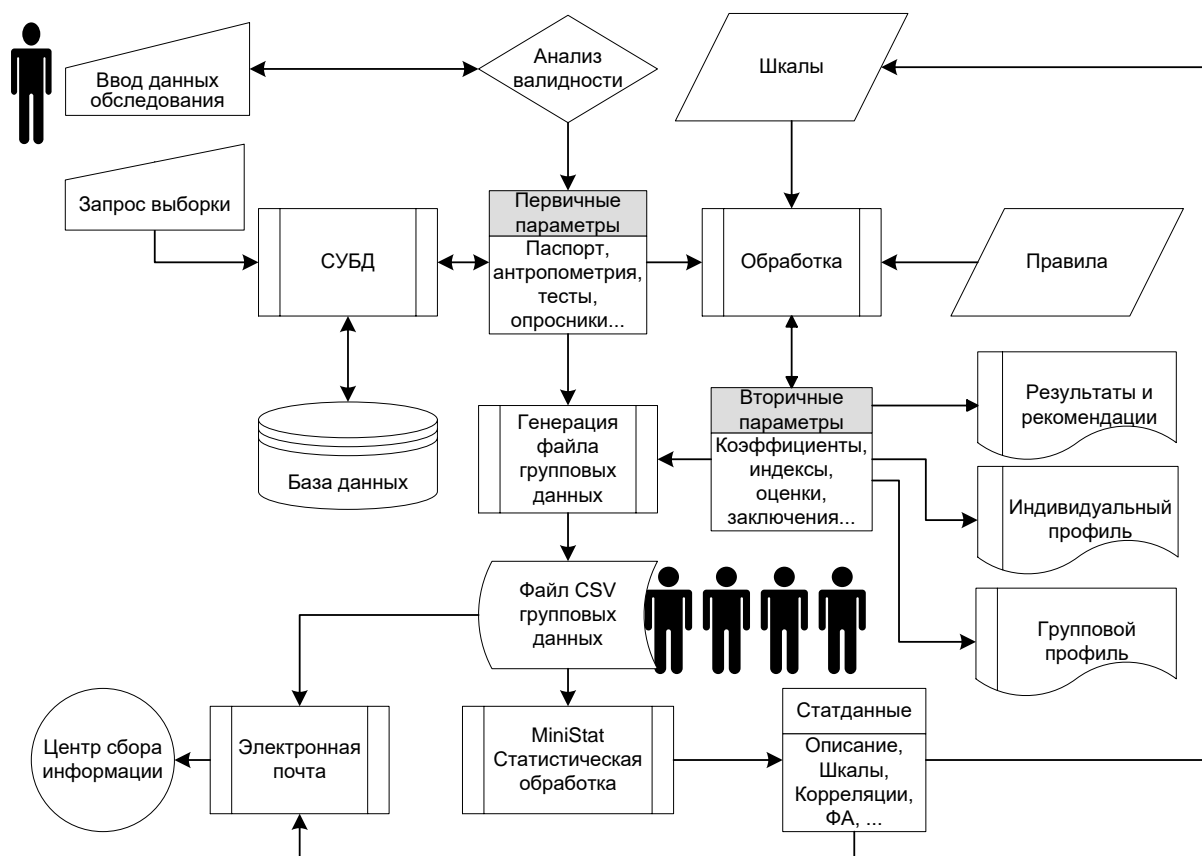 Ввод данных
обследования
Анализ
валидности
Шкалы
Запрос выборки
СУБД
Первичные
параметры
Паспорт,
антропометрия,
тесты,
опросники...
Обработка
Правила
База данных
Генерация
файла
групповых
данных
Вторичные
параметры
Коэффициенты,
индексы,
оценки,
заключения...
Результаты и
рекомендации
Индивидуальный
профиль
Групповой
профиль
Файл CSV
групповых
данных
Центр сбора
информации
Электронная
почта
MiniStat
Статистическая
обработка
Статданные
Описание,
Шкалы,
Корреляции,
ФА, ...